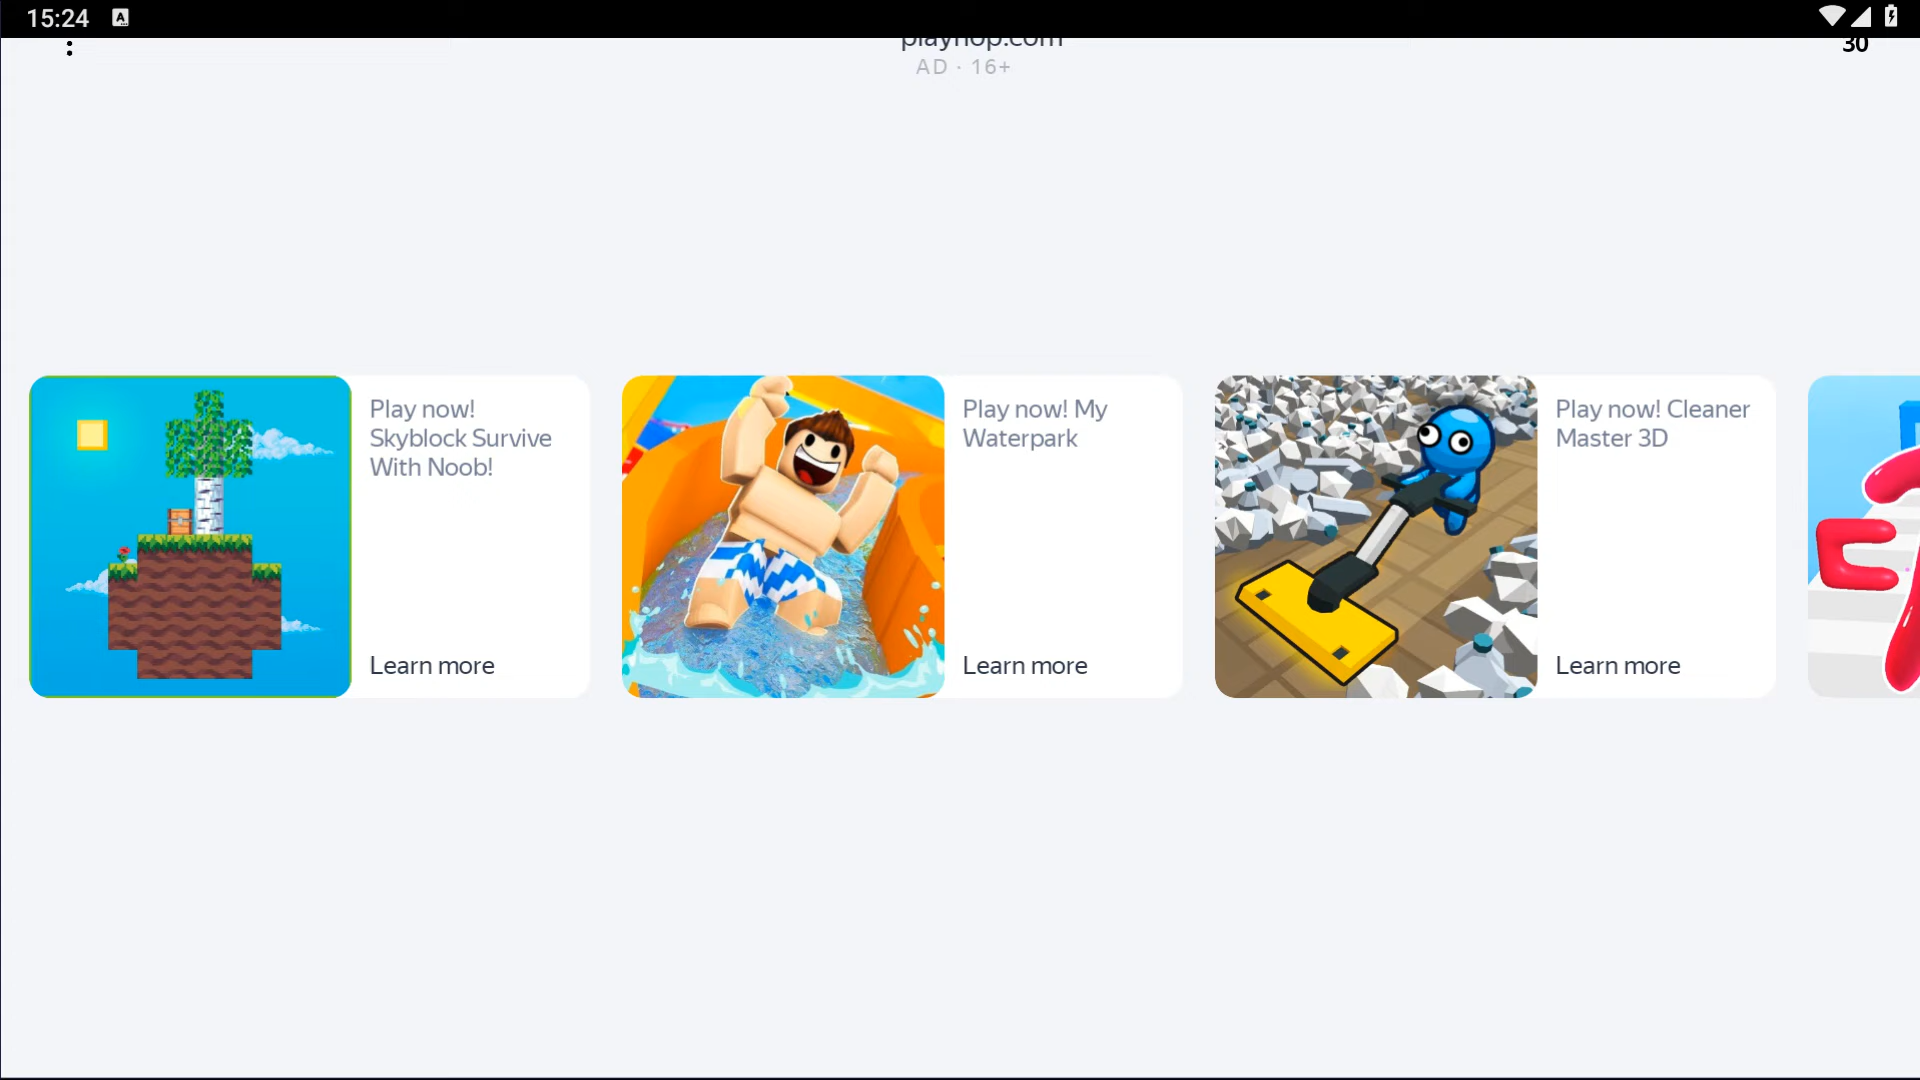 15:24
playhop.com
30
AD · 16+
Play now!
Skyblock Survive
With Noob!
Learn more
Play now! My
Waterpark
Learn more
Play now! Cleaner
Master 3D
Learn more